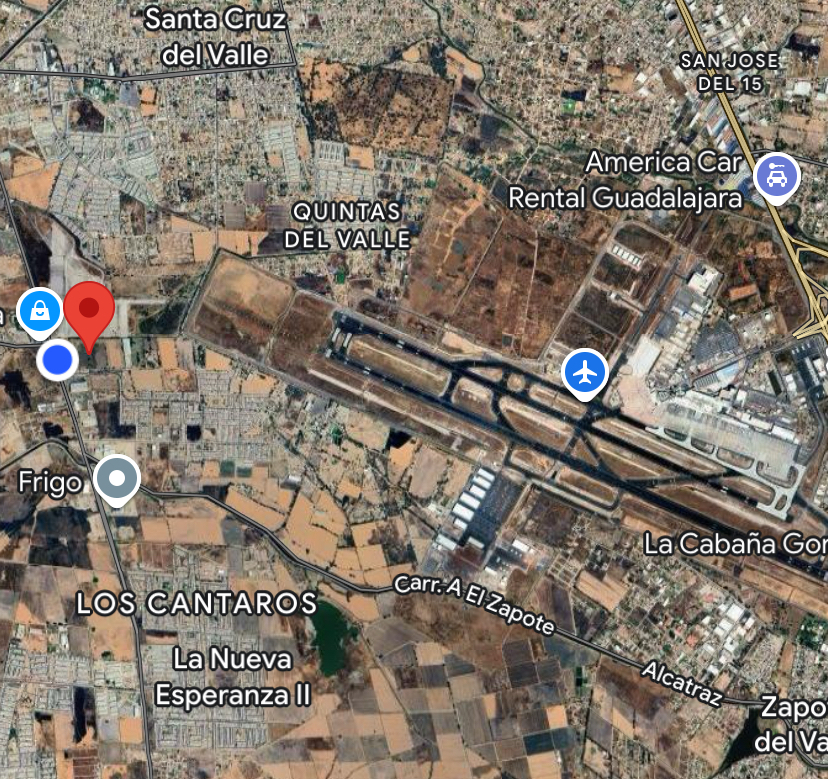 Santa Cruz
del Valle
SAN JOSE
DEL 15
America Car
Rental Guadalajara
QUINTAS
DEL VALLE
a
Frigo
La Cabaña Gor
LOS CANTAROS
Carr. A El Zapote
La Nueva
Esperanza II
Alcatraz
Zapo
del Va